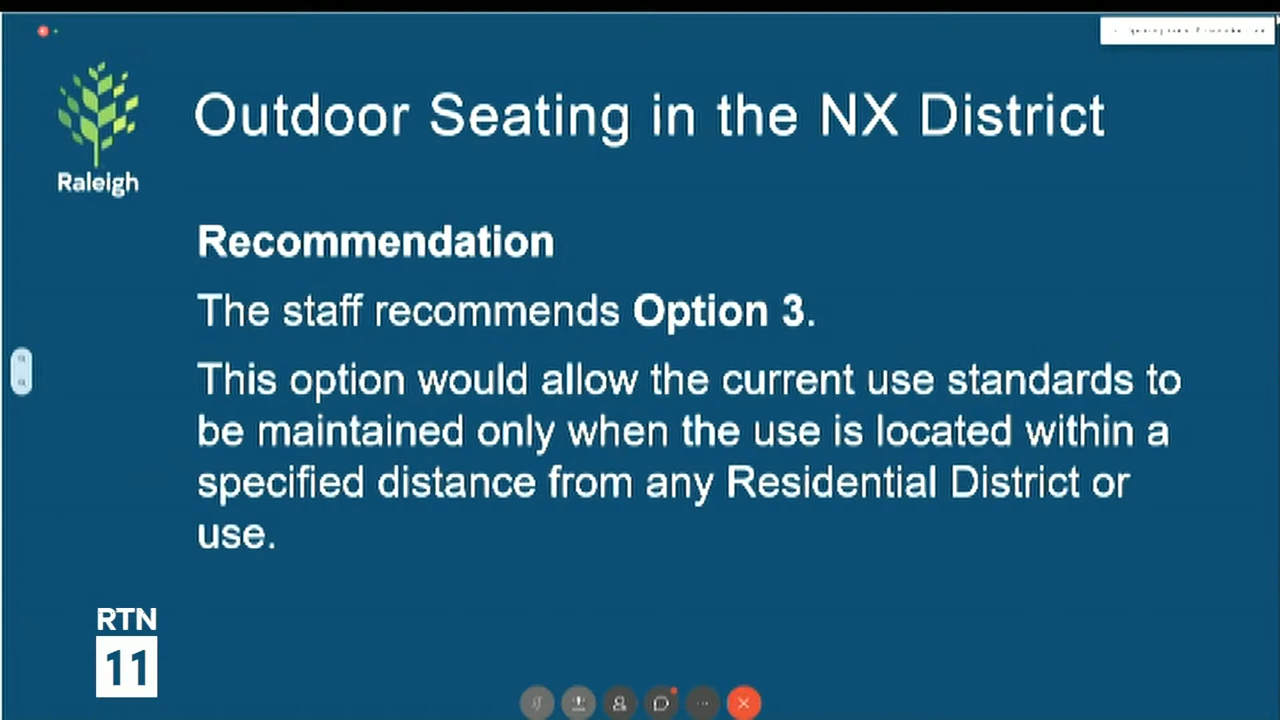 Raleigh
Outdoor Seating in the NX District
Recommendation
The staff recommends Option 3.
This option would allow the current use standards to
be maintained only when the use is located within a
specified distance from any Residential District or
use.
RTN
11